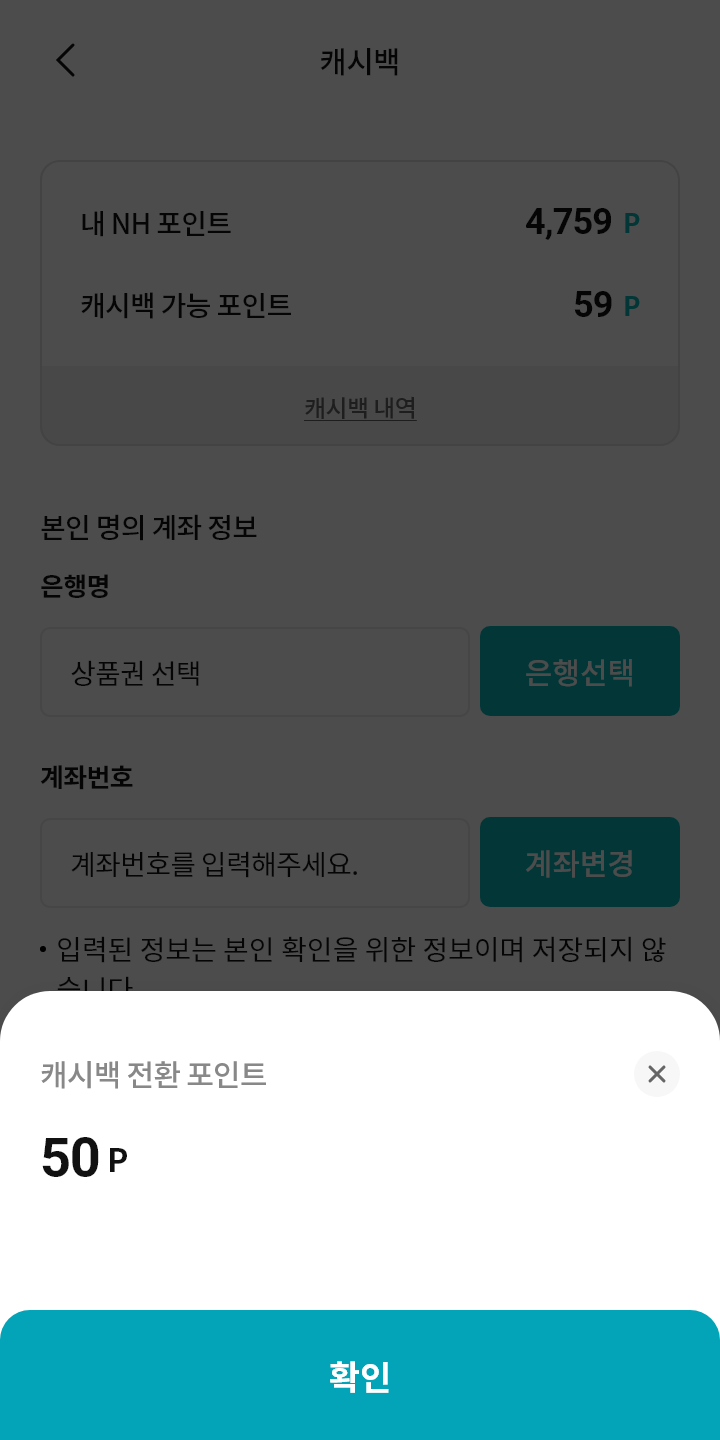 캐시백
내 NH 포인트 4,759 P
캐시백 가능 포인트 59 P
캐시백 내역
본인 명의 계좌 정보
은행명
상품권 선택 은행선택
계좌번호
계좌번호를 입력해주세요. 계좌변경
• 입력된 정보는 본인 확인을 위한 정보이며 저장되지 않
습니다
캐시백 전환 포인트
50 P
확인